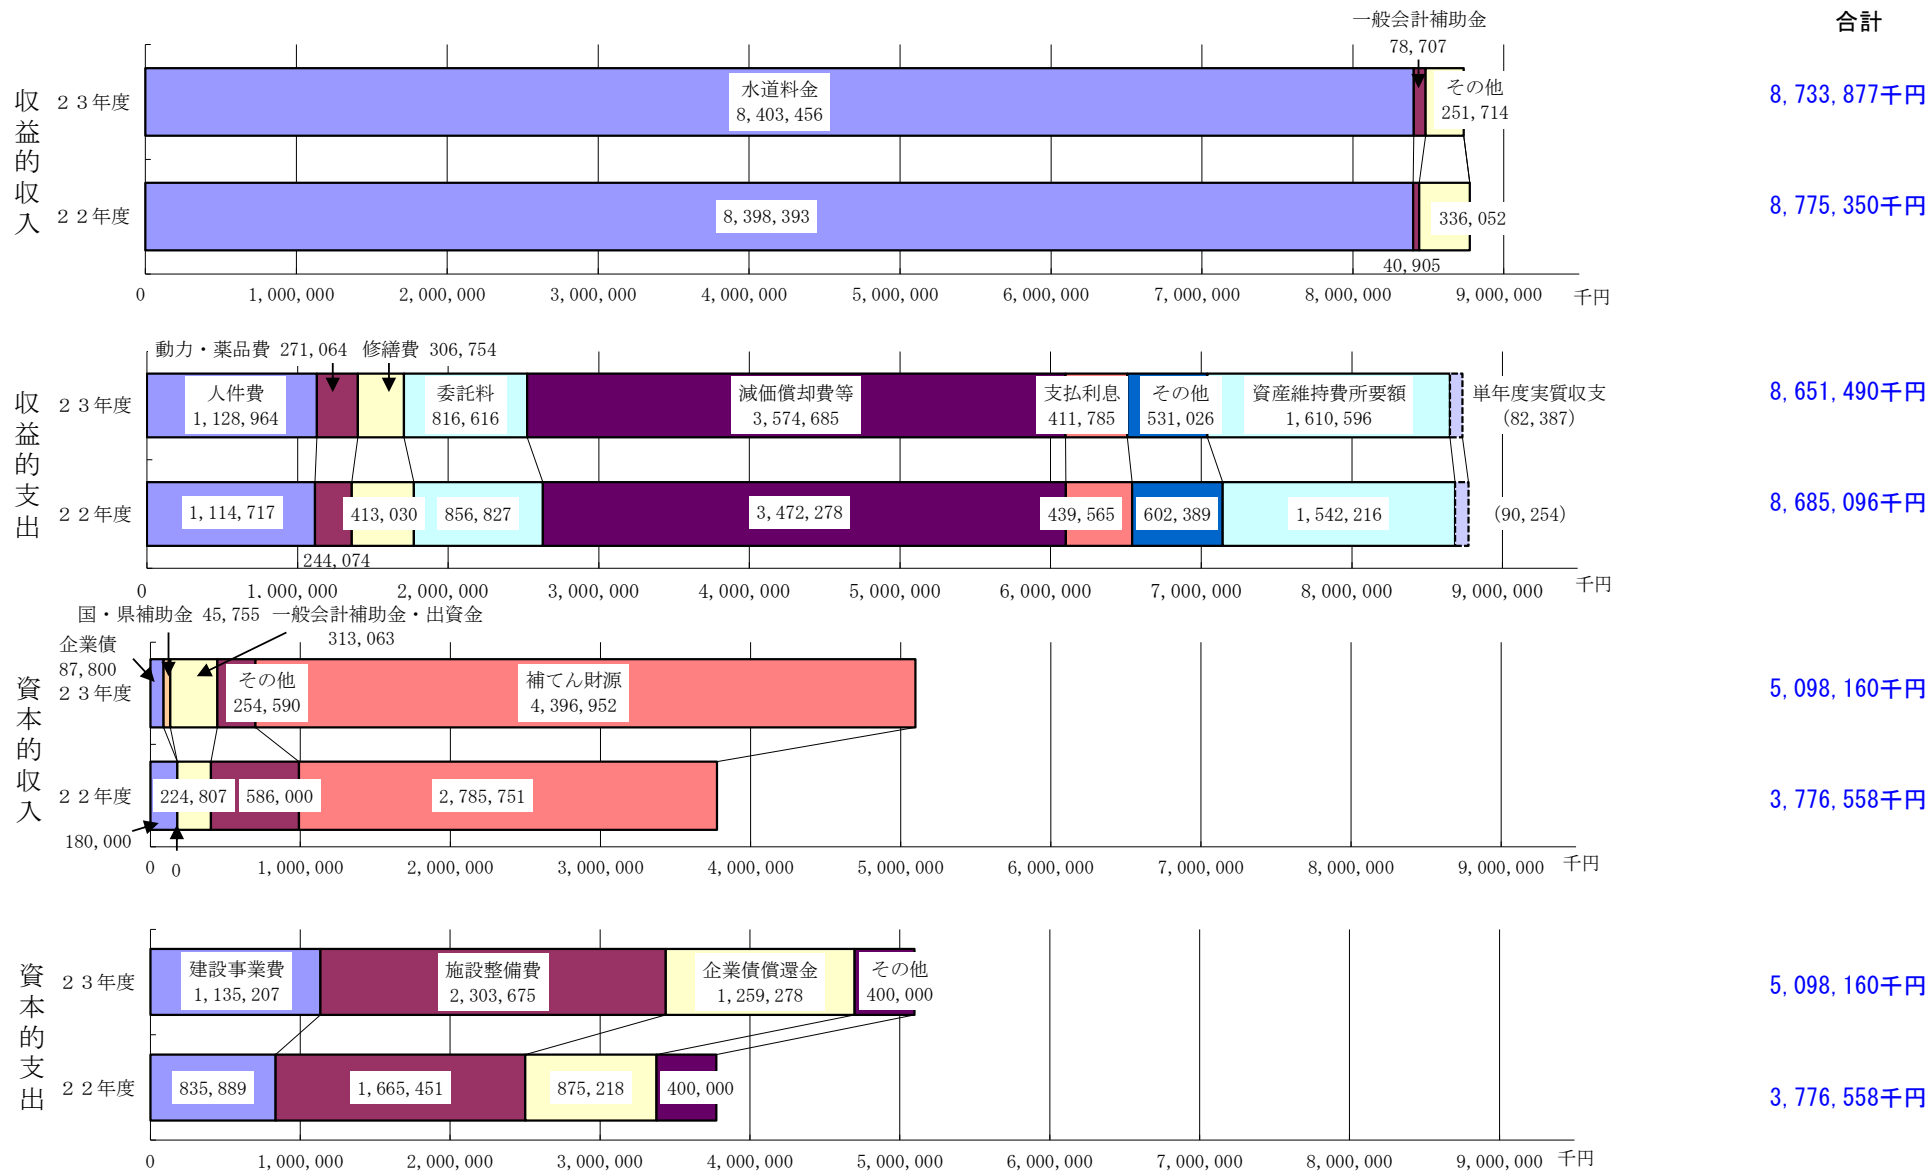 合計
一般会計補助金
78,707
収益的収入
２３年度
水道料金
8,403,456
その他
251,714
8,733,877千円
２２年度
8,398,393
336,052
40,905
8,775,350千円
0 1,000,000 2,000,000 3,000,000 4,000,000 5,000,000 6,000,000 7,000,000 8,000,000 9,000,000 千円
動力・薬品費 271,064 修繕費 306,754
収益的支出
２３年度
人件費
1,128,964
委託料
816,616
減価償却費等
3,574,685
支払利息
411,785
その他
531,026
資産維持費所要額
1,610,596
単年度実質収支
(82,387)
8,651,490千円
２２年度
1,114,717
244,074
413,030
856,827
3,472,278
439,565
602,389
1,542,216
(90,254)
8,685,096千円
0 1,000,000 2,000,000 3,000,000 4,000,000 5,000,000 6,000,000 7,000,000 8,000,000 9,000,000 千円
国・県補助金 45,755 一般会計補助金・出資金
313,063
企業債
87,800
資本的収入
２３年度
その他
254,590
補てん財源
4,396,952
5,098,160千円
２２年度
224,807
586,000
2,785,751
180,000
3,776,558千円
0 0 1,000,000 2,000,000 3,000,000 4,000,000 5,000,000 6,000,000 7,000,000 8,000,000 9,000,000 千円
資本的支出
２３年度
建設事業費
1,135,207
施設整備費
2,303,675
企業債償還金
1,259,278
その他
400,000
5,098,160千円
２２年度
835,889
1,665,451
875,218
400,000
3,776,558千円
0 1,000,000 2,000,000 3,000,000 4,000,000 5,000,000 6,000,000 7,000,000 8,000,000 9,000,000 千円